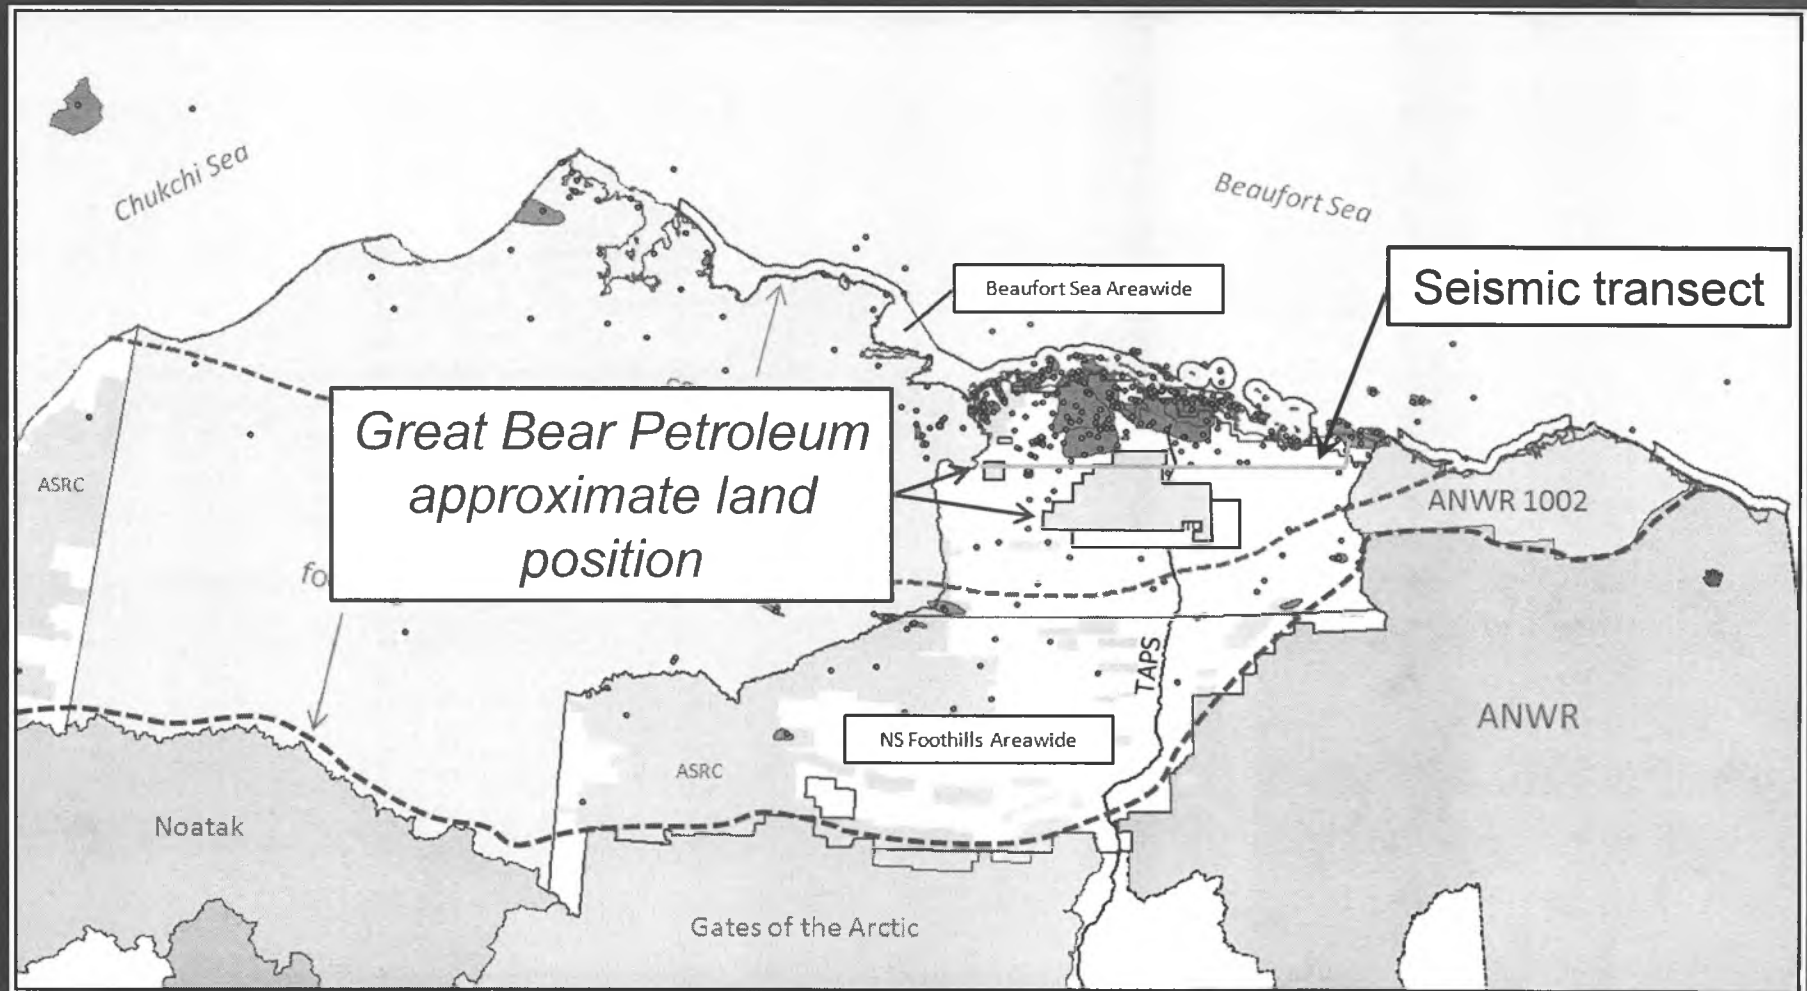 Chukchi Sea
Beaufort Sea
Beaufort Sea Areawide
Seismic transect
Great Bear Petroleum
approximate land
position
ASRC
ANWR 1002
TAPS
ANWR
NS Foothills Areawide
ASRC
Noatak
Gates of the Arctic